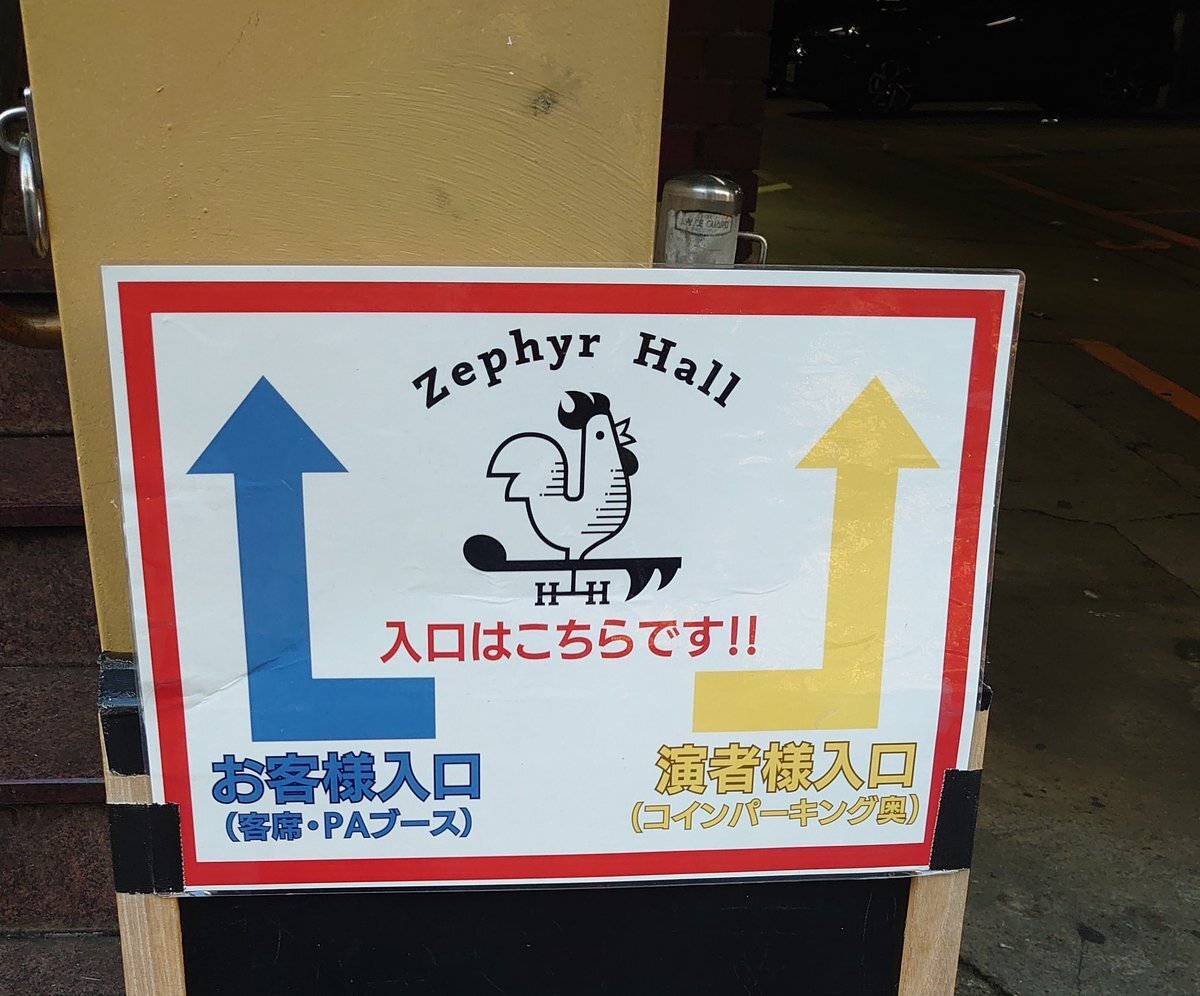 Zephyr Hall
H H
入口はこちらです!!
お客様入口
(客席・PAブース)
演者様入口
(コインパーキング奥)